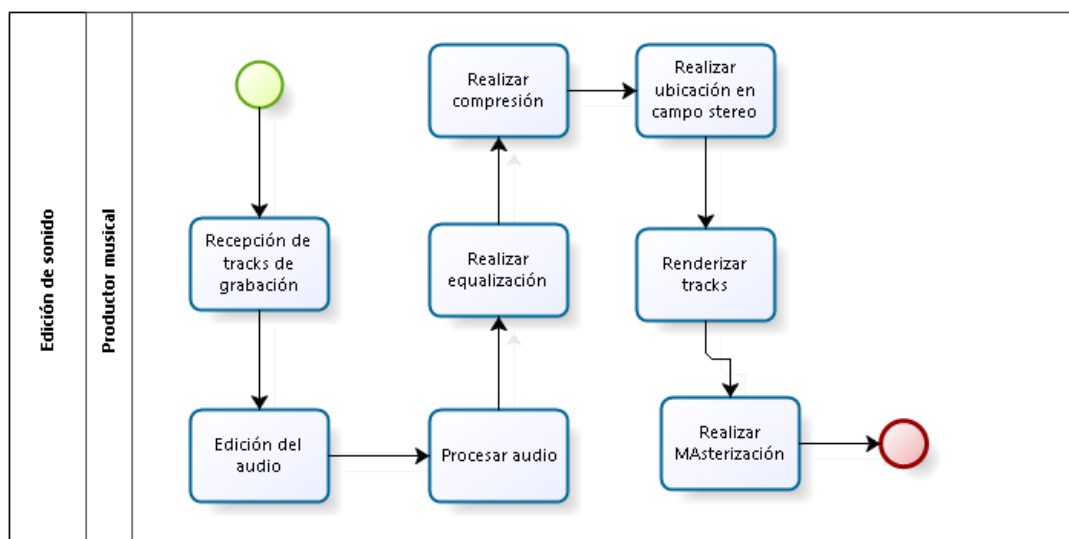 Edición de sonido
Productor musical
Recepción de
tracks de
grabación
Edición del
audio
Procesar audio
Realizar
equalización
Realizar
compresión
Realizar
ubicación en
campo stereo
Renderizar
tracks
Realizar
MAsterización